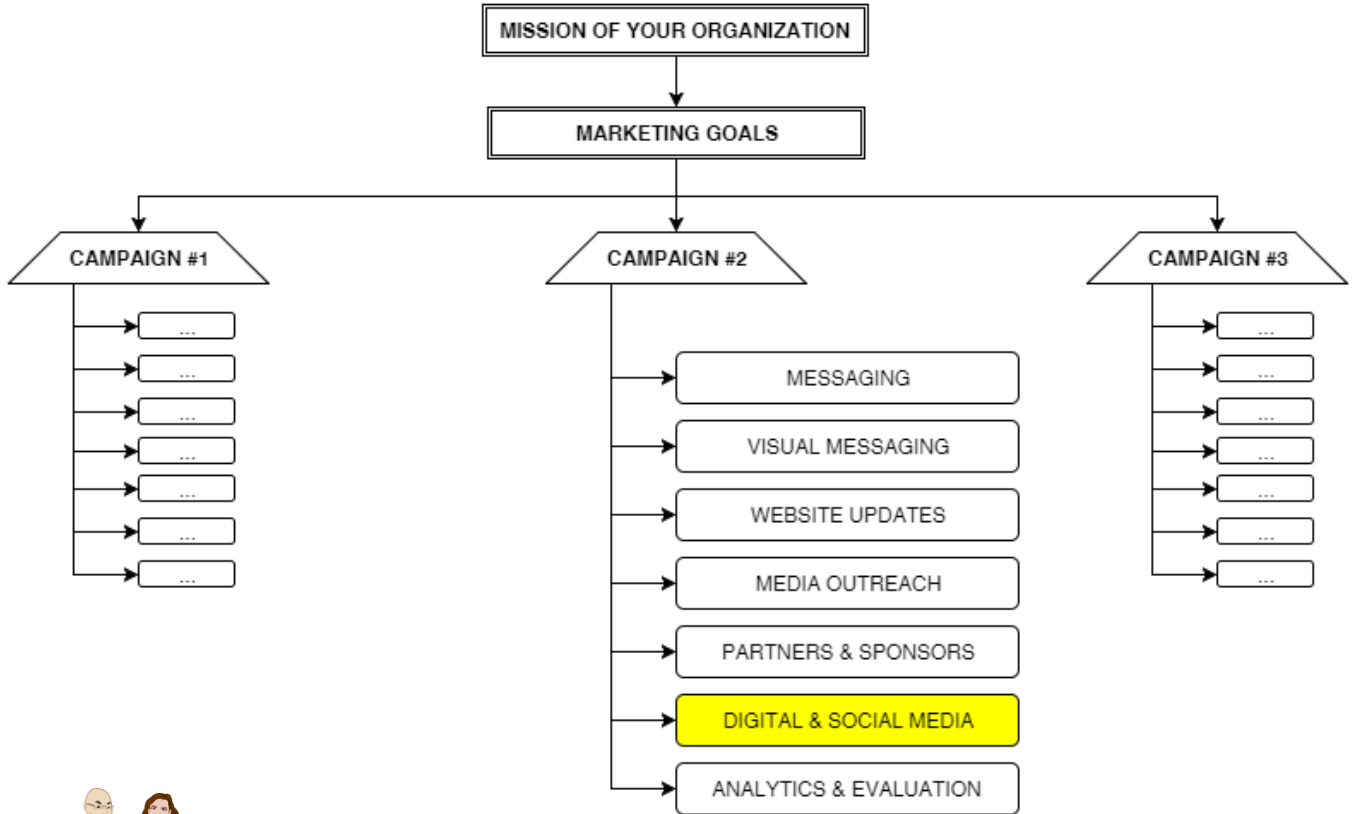 MISSION OF YOUR ORGANIZATION
MARKETING GOALS
CAMPAIGN #1
...
...
...
...
...
...
...
CAMPAIGN #2
MESSAGING
VISUAL MESSAGING
WEBSITE UPDATES
MEDIA OUTREACH
PARTNERS & SPONSORS
DIGITAL & SOCIAL MEDIA
ANALYTICS & EVALUATION
CAMPAIGN #3
...
...
...
...
...
...
...